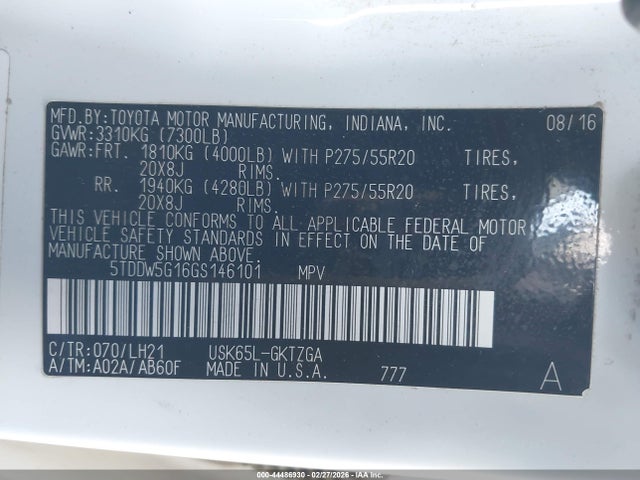 MFD.BY:TOYOTA MOTOR MANUFACTURING, INDIANA, INC. 08/16
GVWR:3310KG (7300LB)
GAWR:FRT. 1810KG (4000LB) WITH P275/55R20 TIRES,
20X8J RIMS.
RR. 1940KG (4280LB) WITH P275/55R20 TIRES,
20X8J RIMS.
THIS VEHICLE CONFORMS TO ALL APPLICABLE FEDERAL MOTOR
VEHICLE SAFETY STANDARDS IN EFFECT ON THE DATE OF
MANUFACTURE SHOWN ABOVE.
5TDDW5G16GS146101 MPV
C/TR:070/LH21 USK65L-GKTZGA
A/TM:A02A/AB60F MADE IN U.S.A. 777 A
000-44486930 - 02/27/2026 - IAAI.COM